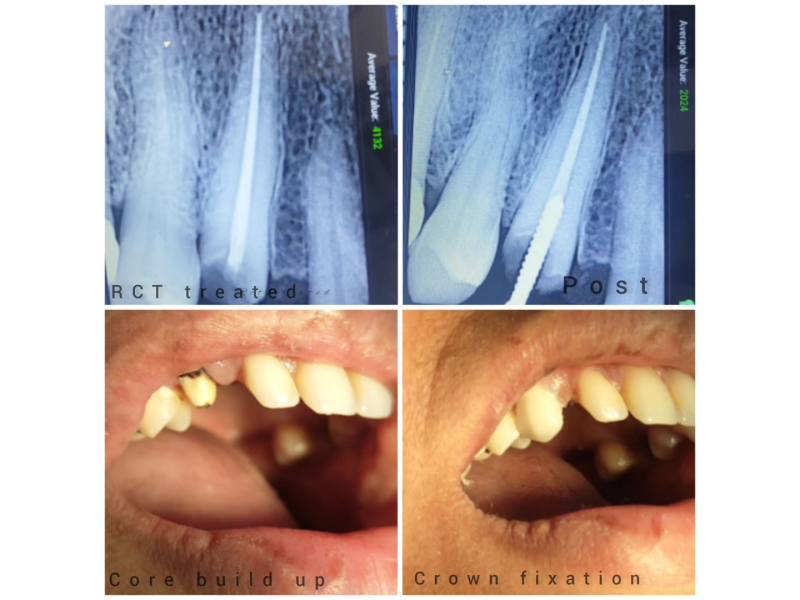 Average Value: 4132
RCT treated
Average Value: 2024
Post
Core build up
Crown fixation